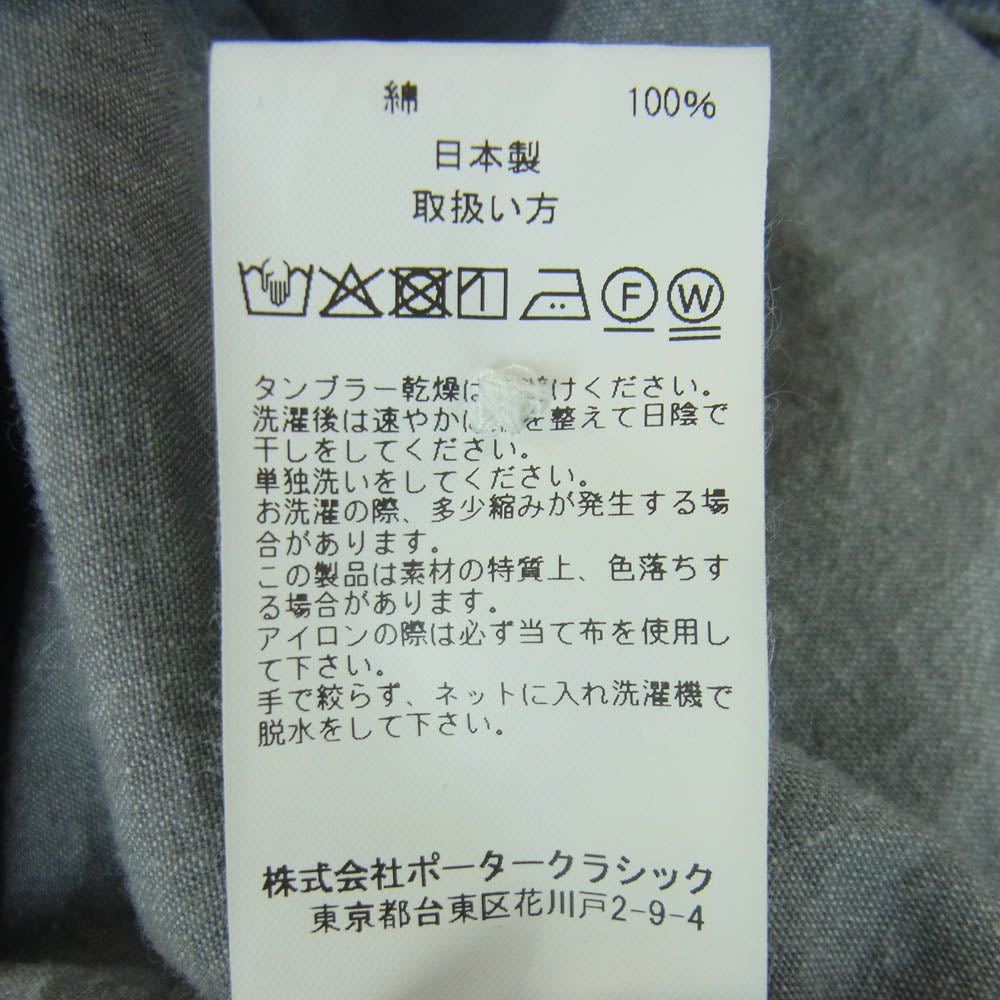 綿 100%
日本製
取扱い方
F W
タンブラー乾燥は けください。
洗濯後は速やかに を整えて日陰で
干しをしてください。
単独洗いをしてください。
お洗濯の際、多少縮みが発生する場
合があります。
この製品は素材の特質上、色落ちす
る場合があります。
アイロンの際は必ず当て布を使用し
て下さい。
手で絞らず、ネットに入れ洗濯機で
脱水をして下さい。
株式会社ポータークラシック
東京都台東区花川戸2-9-4